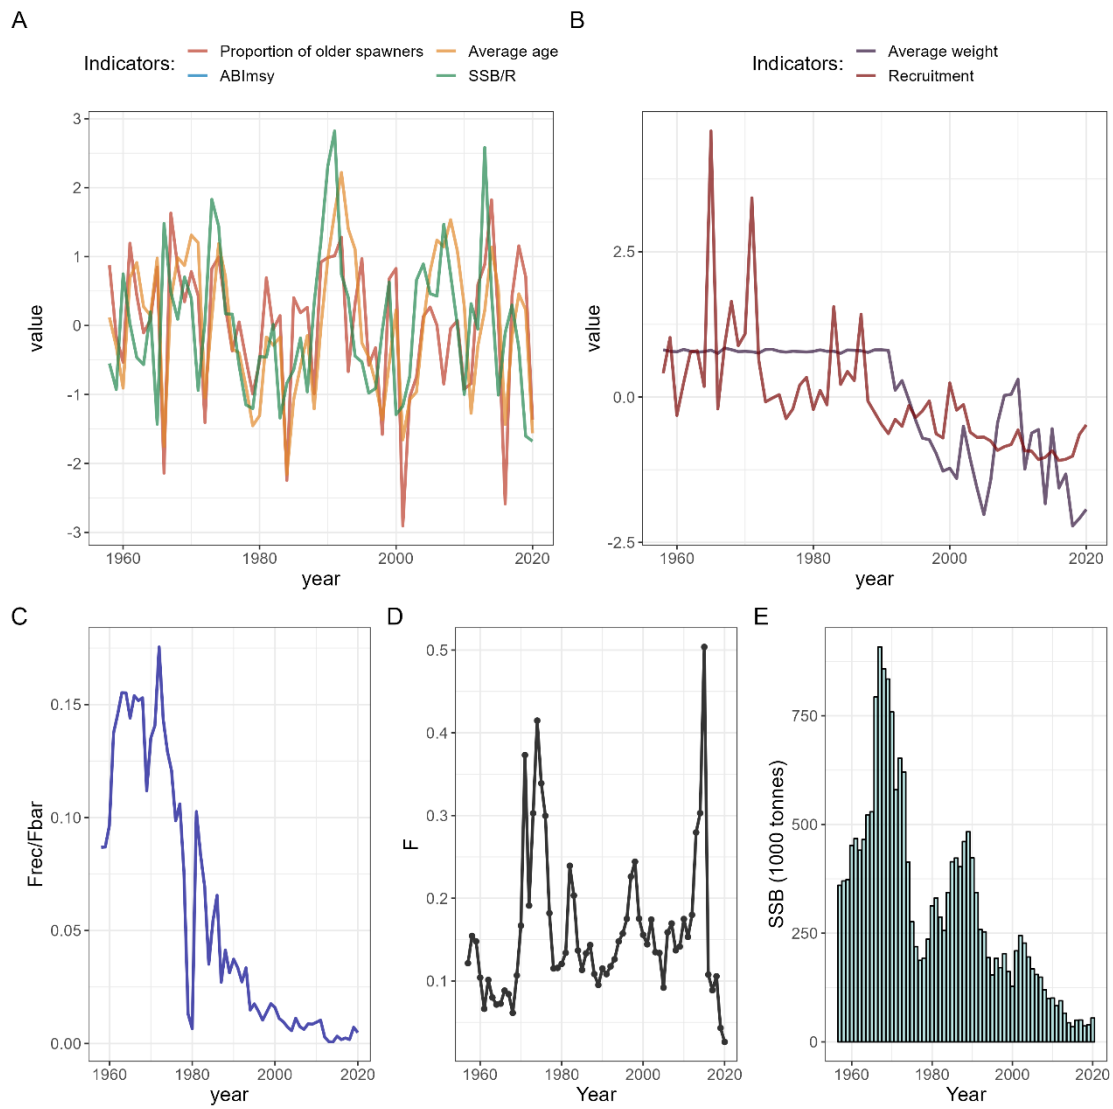 A
B
Indicators:
Proportion of older spawners
Average age
ABImsy
SSB/R
Indicators:
Average weight
Recruitment
3
2
1
0
-1
-2
-3
value
1960
1980
2000
2020
year
2.5
0.0
-2.5
value
1960
1980
2000
2020
year
C
D
E
0.15
0.10
0.05
0.00
Frec/Fbar
1960
1980
2000
2020
year
0.5
0.4
0.3
0.2
0.1
F
1960
1980
2000
2020
Year
750
500
250
0
SSB (1000 tonnes)
1960
1980
2000
2020
Year